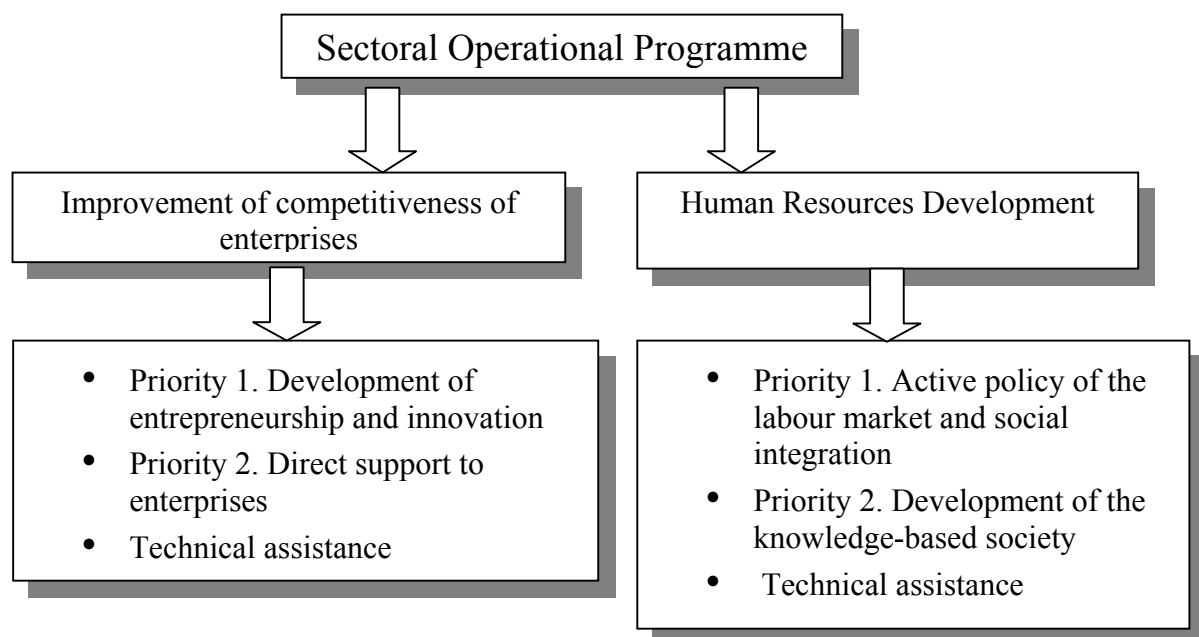 Sectoral Operational Programme
Improvement of competitiveness of
enterprises
Human Resources Development
• Priority 1. Development of
entrepreneurship and innovation
• Priority 2. Direct support to
enterprises
• Technical assistance
• Priority 1. Active policy of the
labour market and social
integration
• Priority 2. Development of the
knowledge-based society
• Technical assistance